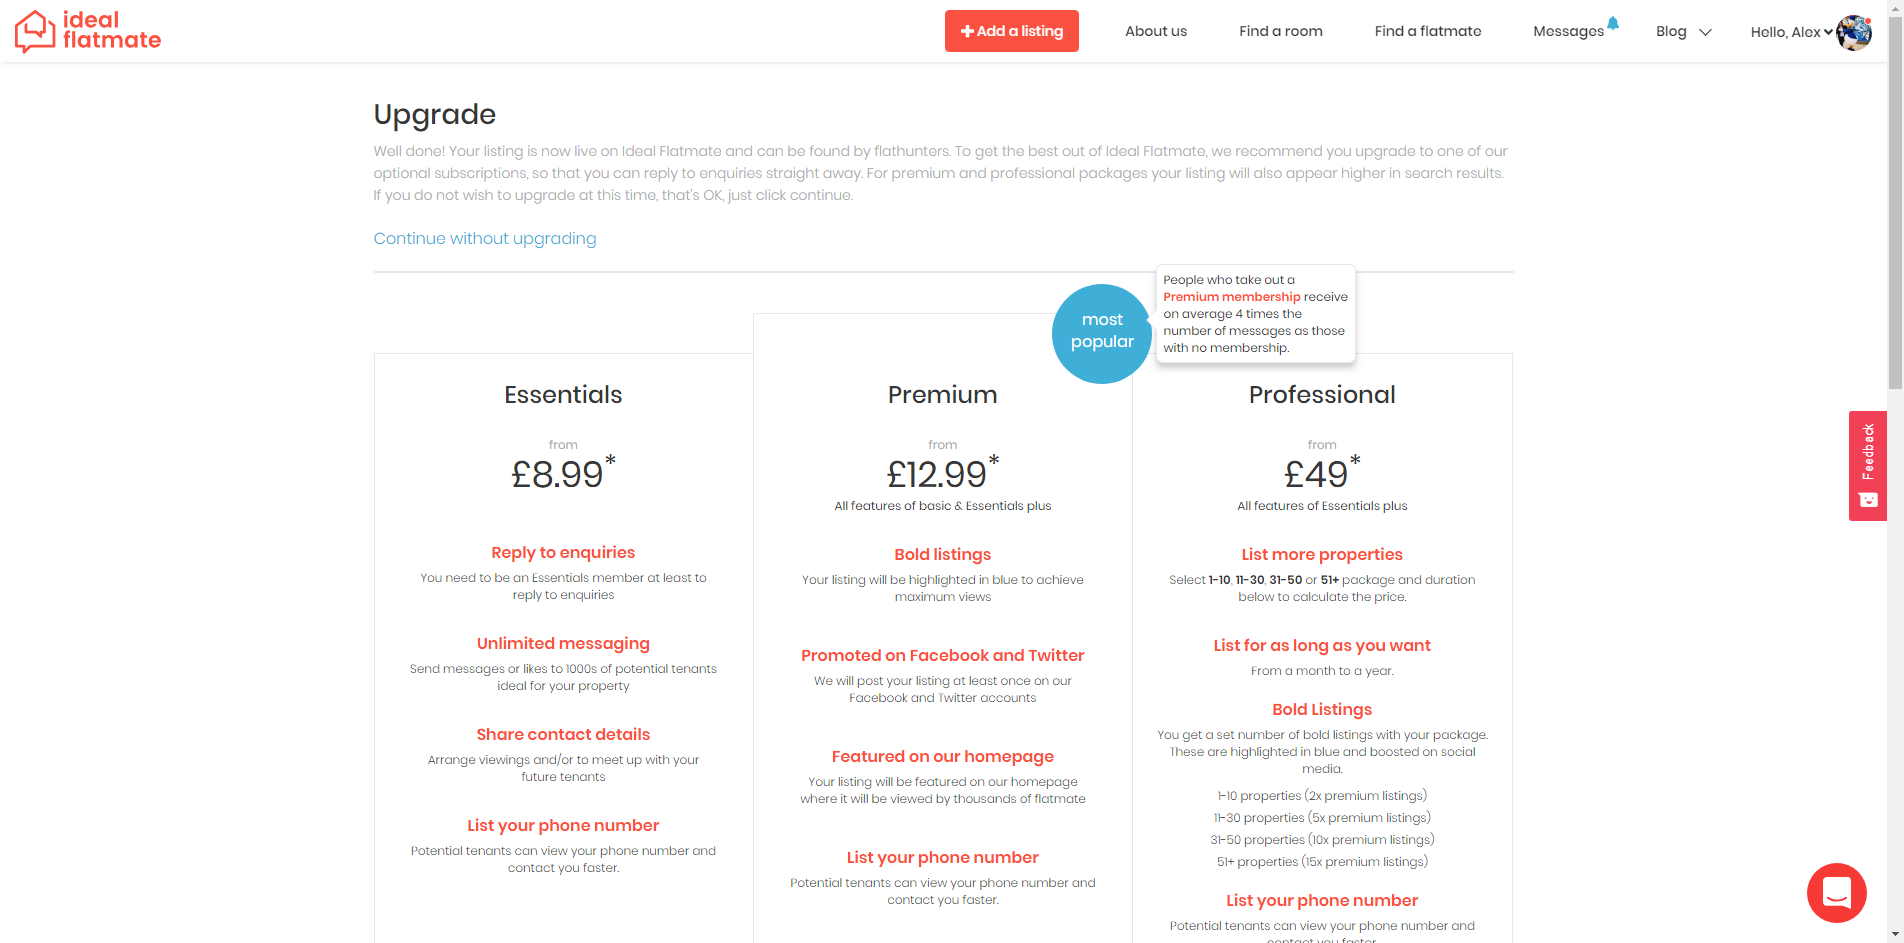 ideal
flatmate
Add a listing
About us
Find a room
Find a flatmate
Messages
Blog
Hello, Alex
Upgrade
Well done! Your listing is now live on Ideal Flatmate and can be found by flathunters. To get the best out of Ideal Flatmate, we recommend you upgrade to one of our
optional subscriptions, so that you can reply to enquiries straight away. For premium and professional packages your listing will also appear higher in search results.
If you do not wish to upgrade at this time, that's OK, just click continue.
Continue without upgrading
most
popular
People who take out a
Premium membership receive
on average 4 times the
number of messages as those
with no membership.
Essentials
from
£8.99*
Reply to enquiries
You need to be an Essentials member at least to
reply to enquiries
Unlimited messaging
Send messages or likes to 1000s of potential tenants
ideal for your property
Share contact details
Arrange viewings and/or to meet up with your
future tenants
List your phone number
Potential tenants can view your phone number and
contact you faster.
Premium
from
£12.99*
All features of basic & Essentials plus
Bold listings
Your listing will be highlighted in blue to achieve
maximum views
Promoted on Facebook and Twitter
We will post your listing at least once on our
Facebook and Twitter accounts
Featured on our homepage
Your listing will be featured on our homepage
where it will be viewed by thousands of flatmate
List your phone number
Potential tenants can view your phone number and
contact you faster.
Professional
from
£49*
All features of Essentials plus
List more properties
Select 1-10, 11-30, 31-50 or 51+ package and duration
below to calculate the price.
List for as long as you want
From a month to a year.
Bold Listings
You get a set number of bold listings with your package.
These are highlighted in blue and boosted on social
media.
1-10 properties (2x premium listings)
11-30 properties (5x premium listings)
31-50 properties (10x premium listings)
51+ properties (15x premium listings)
List your phone number
Potential tenants can view your phone number and
contact you faster.
Feedback